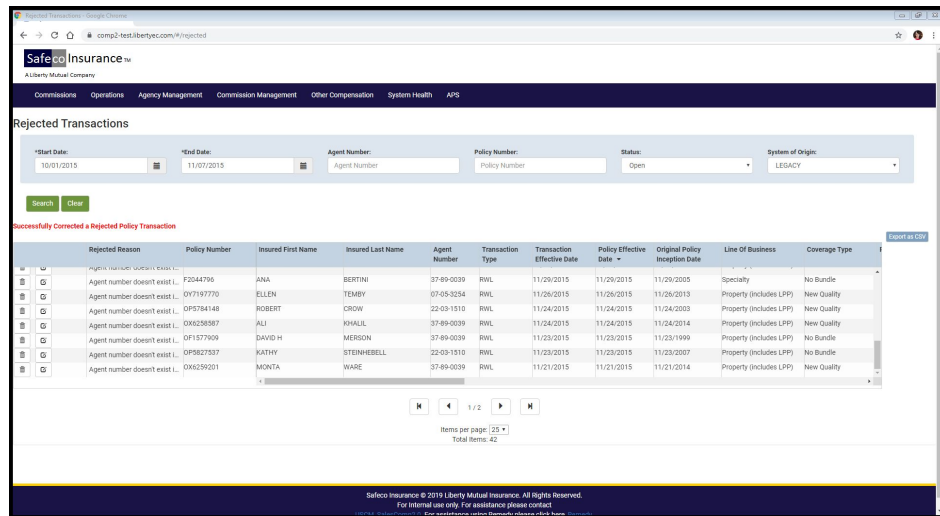 Rejected Transactions - Google Chrome
comp2-test.libertyec.com/#/rejected
Safeco Insurance TM
A Liberty Mutual Company
Commissions Operations Agency Management Commission Management Other Compensation System Health APS
Rejected Transactions
*Start Date: *End Date: Agent Number: Policy Number: Status: System of Origin:
10/01/2015 11/07/2015 Agent Number Policy Number Open LEGACY
Search Clear
Successfully Corrected a Rejected Policy Transaction
Export as CSV
Rejected Reason Policy Number Insured First Name Insured Last Name Agent Number Transaction Type Transaction Effective Date Policy Effective Date Original Policy Inception Date Line Of Business Coverage Type
Agent number doesn't exist i...
Agent number doesn't exist i... F2044796 ANA BERTINI 37-89-0039 RWL 11/29/2015 11/29/2015 11/29/2005 Specialty No Bundle
Agent number doesn't exist i... OY7197770 ELLEN TEMBY 07-05-3254 RWL 11/26/2015 11/26/2015 11/26/2013 Property (includes LPP) New Quality
Agent number doesn't exist i... OP5784148 ROBERT CROW 22-03-1510 RWL 11/24/2015 11/24/2015 11/24/2003 Property (includes LPP) New Quality
Agent number doesn't exist i... OX6258587 ALI KHALIL 37-89-0039 RWL 11/24/2015 11/24/2015 11/24/2014 Property (includes LPP) New Quality
Agent number doesn't exist i... OF1577909 DAVID H MERSON 37-89-0039 RWL 11/23/2015 11/23/2015 11/23/1999 Property (includes LPP) No Bundle
Agent number doesn't exist i... OP5827537 KATHY STEINHEBELL 22-03-1510 RWL 11/23/2015 11/23/2015 11/23/2007 Property (includes LPP) No Bundle
Agent number doesn't exist i... OX6259201 MONTA WARE 37-89-0039 RWL 11/21/2015 11/21/2015 11/21/2014 Property (includes LPP) New Quality
1 / 2
Items per page: 25
Total Items: 42
Safeco Insurance © 2019 Liberty Mutual Insurance. All Rights Reserved.
For Internal use only. For assistance please contact
For assistance using Remedy please click here. Remedy